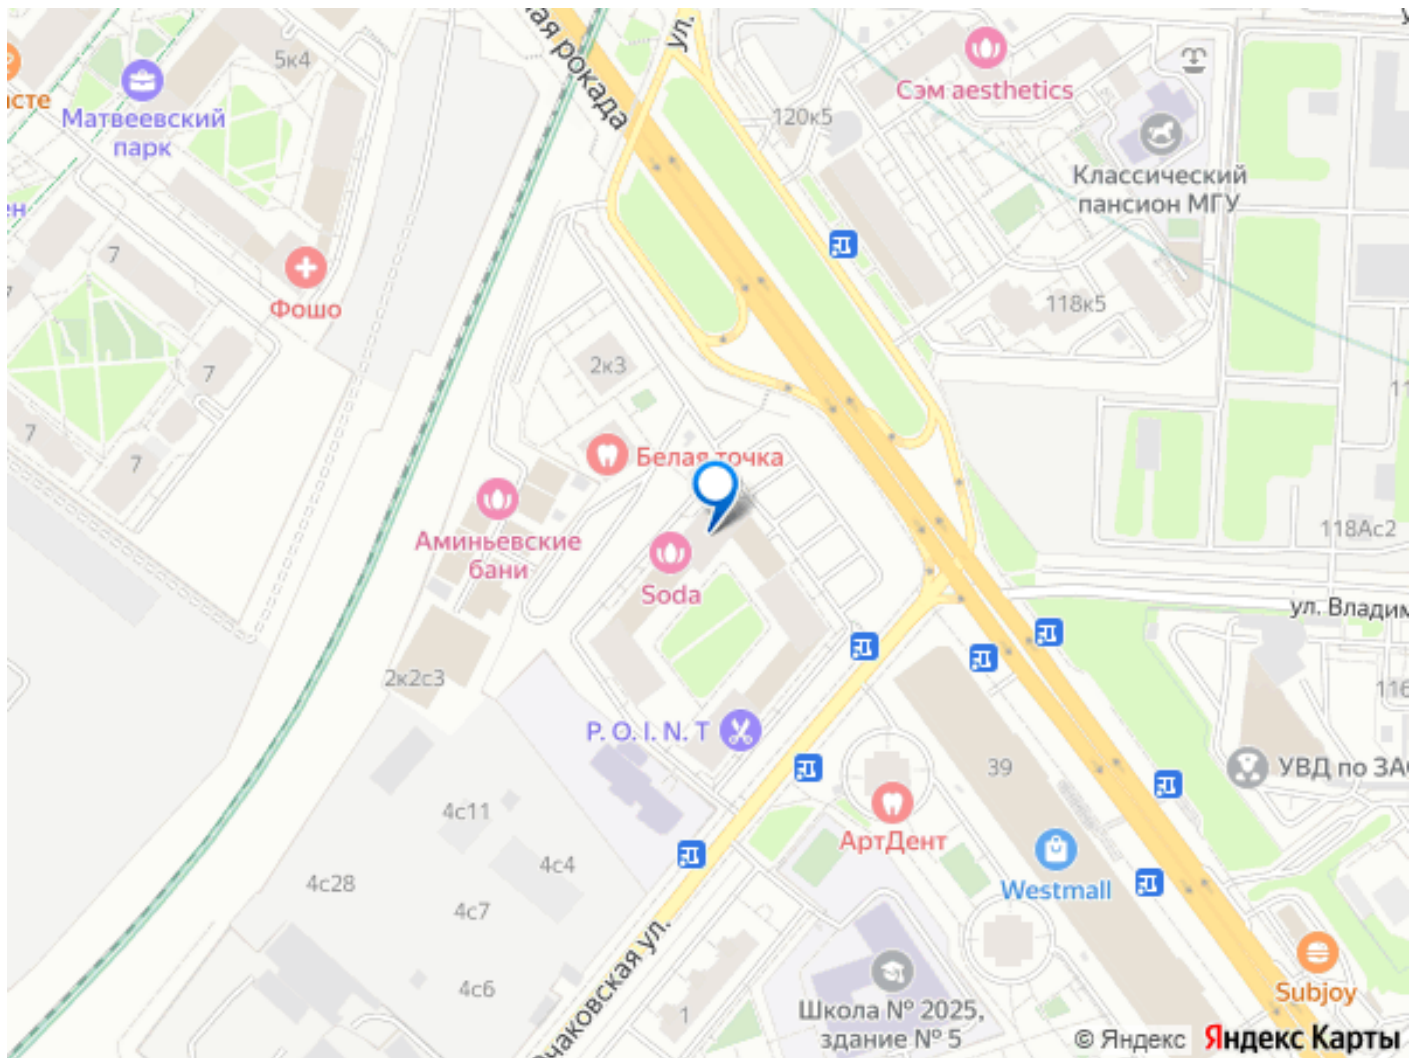 ул.
ая рокада
5к4
Сэм aesthetics
сте
Матвеевский
парк
120к5
Классический
пансион МГУ
ен
7
Фошо
118к5
2к3
7
7
7
Белая точка
Аминьевские
бани
118Ас2
Soda
ул. Владим
2к2с3
116
P. O. I. N. T
39
УВД по ЗА
4с11
АртДент
4с4
Westmall
4с28
4с7
Очаковская ул.
4с6
Subjoy
1
Школа № 2025,
здание № 5
© Яндекс
Яндекс Карты